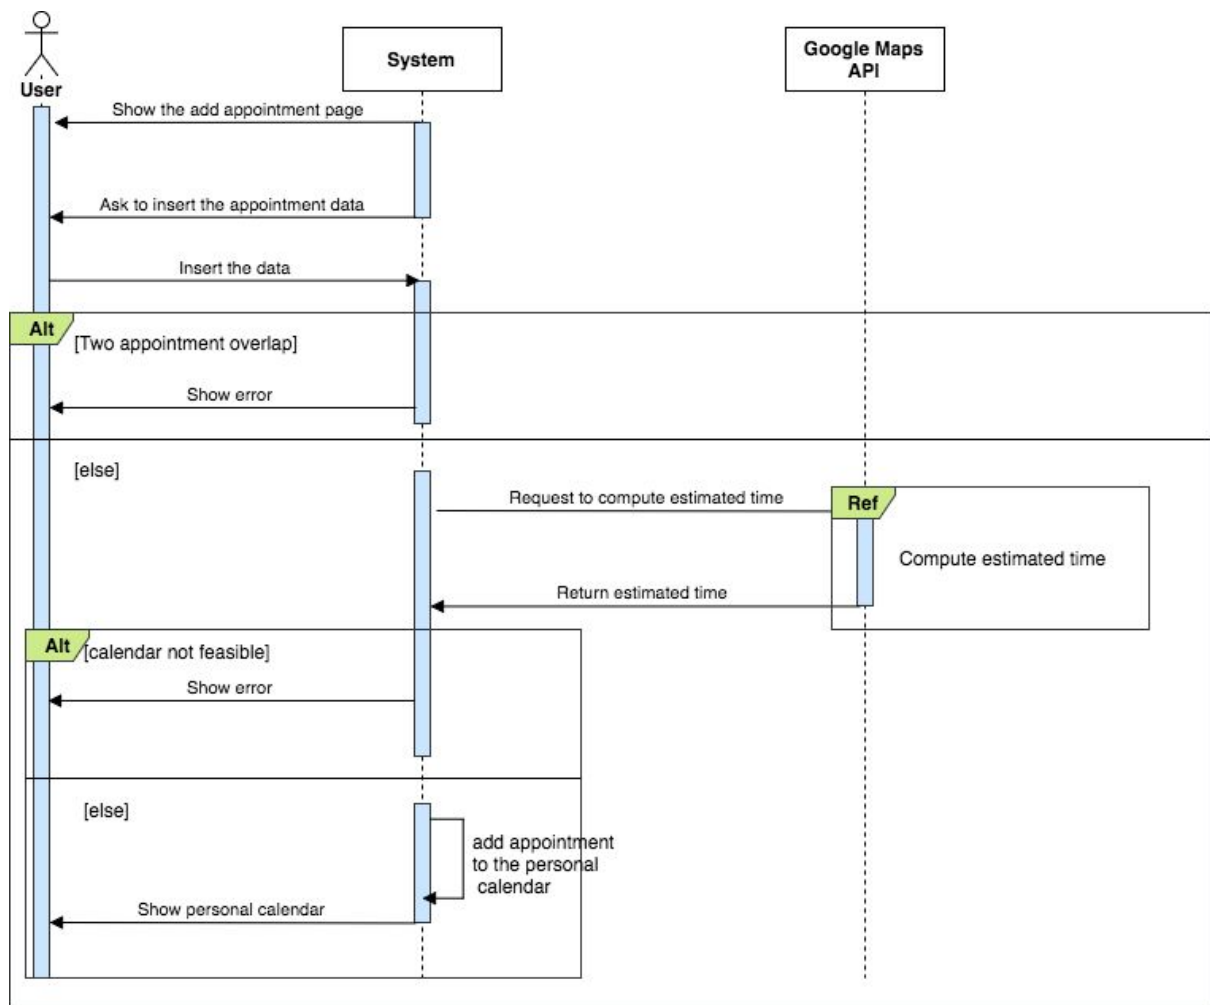 System
Google Maps
API
User
Show the add appointment page
Ask to insert the appointment data
Insert the data
Alt
[Two appointment overlap]
Show error
[else]
Request to compute estimated time
Ref
Compute estimated time
Return estimated time
Alt
[calendar not feasible]
Show error
[else]
add appointment
to the personal
calendar
Show personal calendar